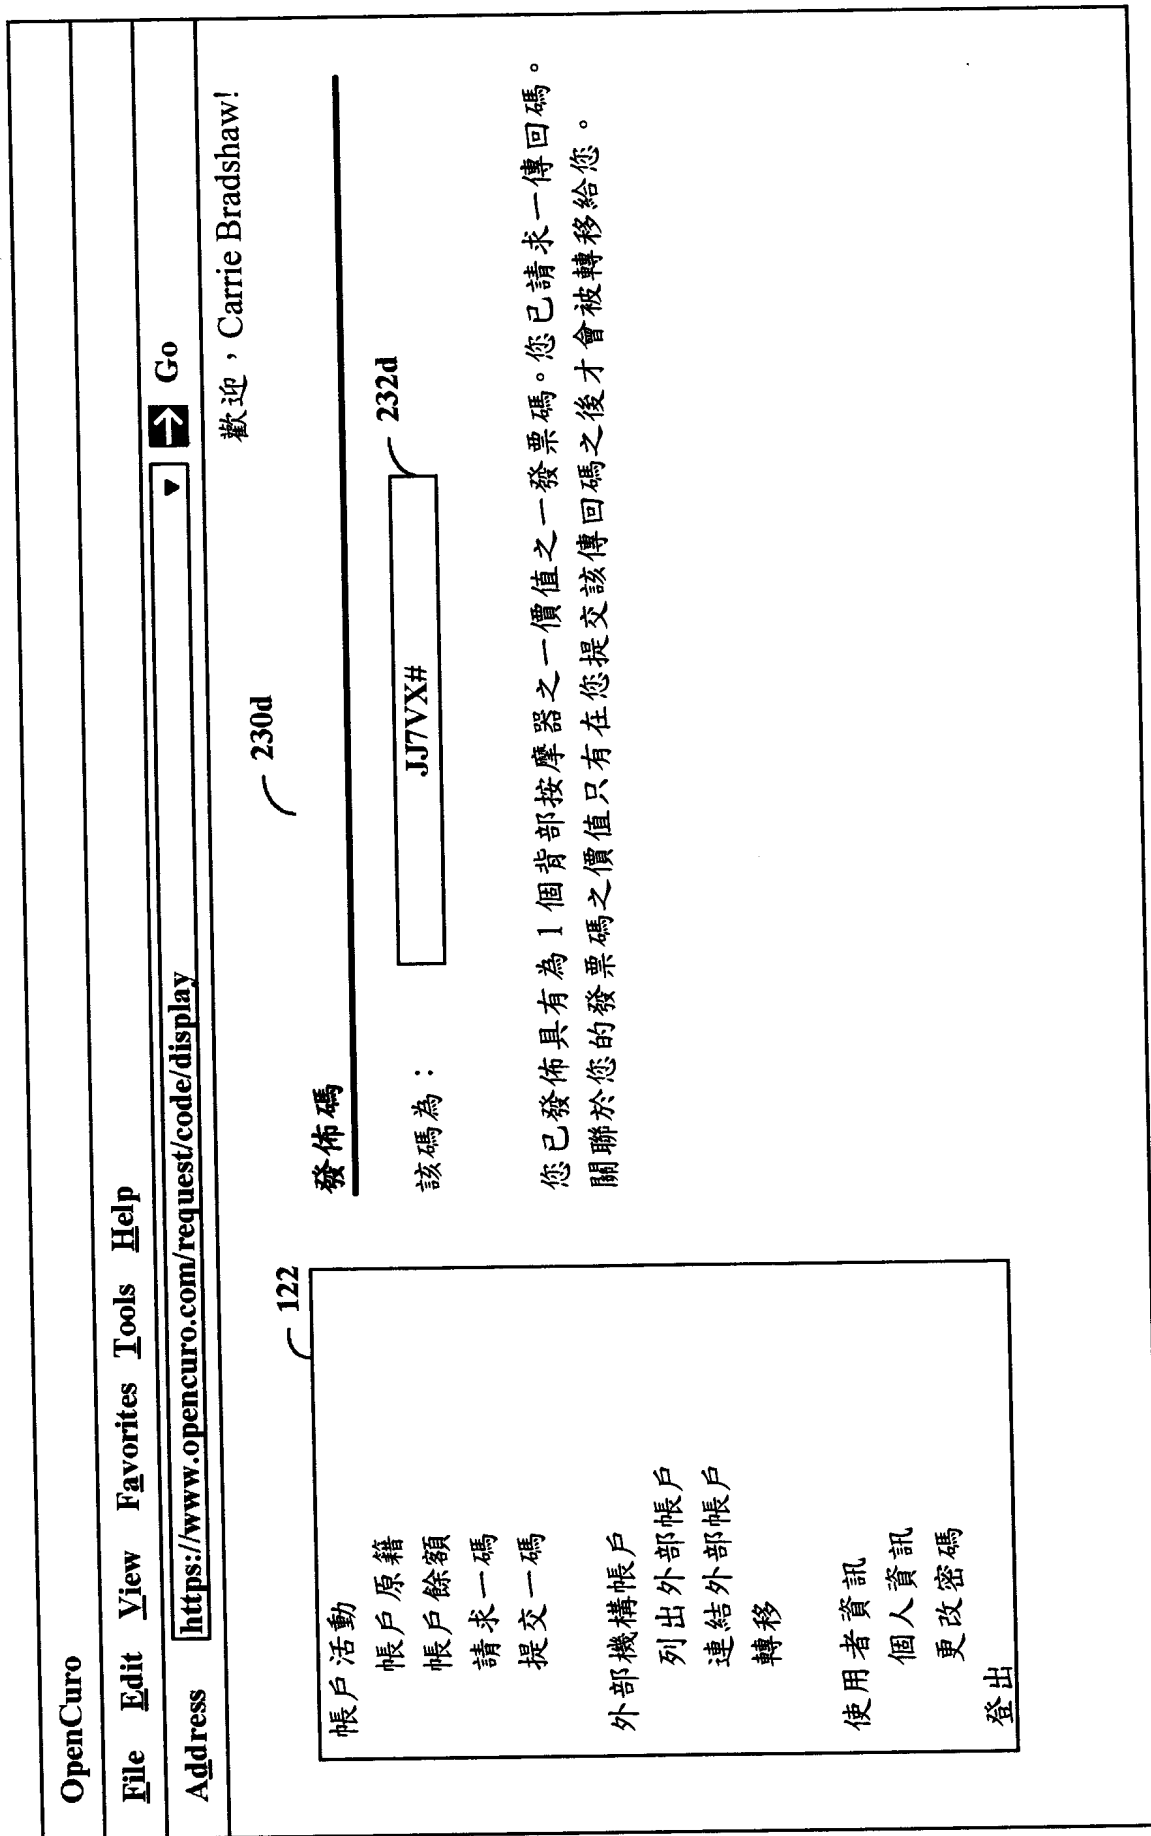 OpenCuro
File Edit View Favorites Tools Help
Address https://www.opencuro.com/request/code/display Go
歡迎，Carrie Bradshaw!
122
230d
帳戶活動
帳戶原籍
帳戶餘額
請求一碼
提交一碼
外部機構帳戶
列出外部帳戶
連結外部帳戶
轉移
使用者資訊
個人資訊
更改密碼
登出
發佈碼
該碼為：
JJ7VX#
232d
您已發佈具有為1個背部按摩器之一價值之一發票碼。您已請求一傳回碼。
關聯於您的發票碼之價值只有在您提交該傳回碼之後才會被轉移給您。